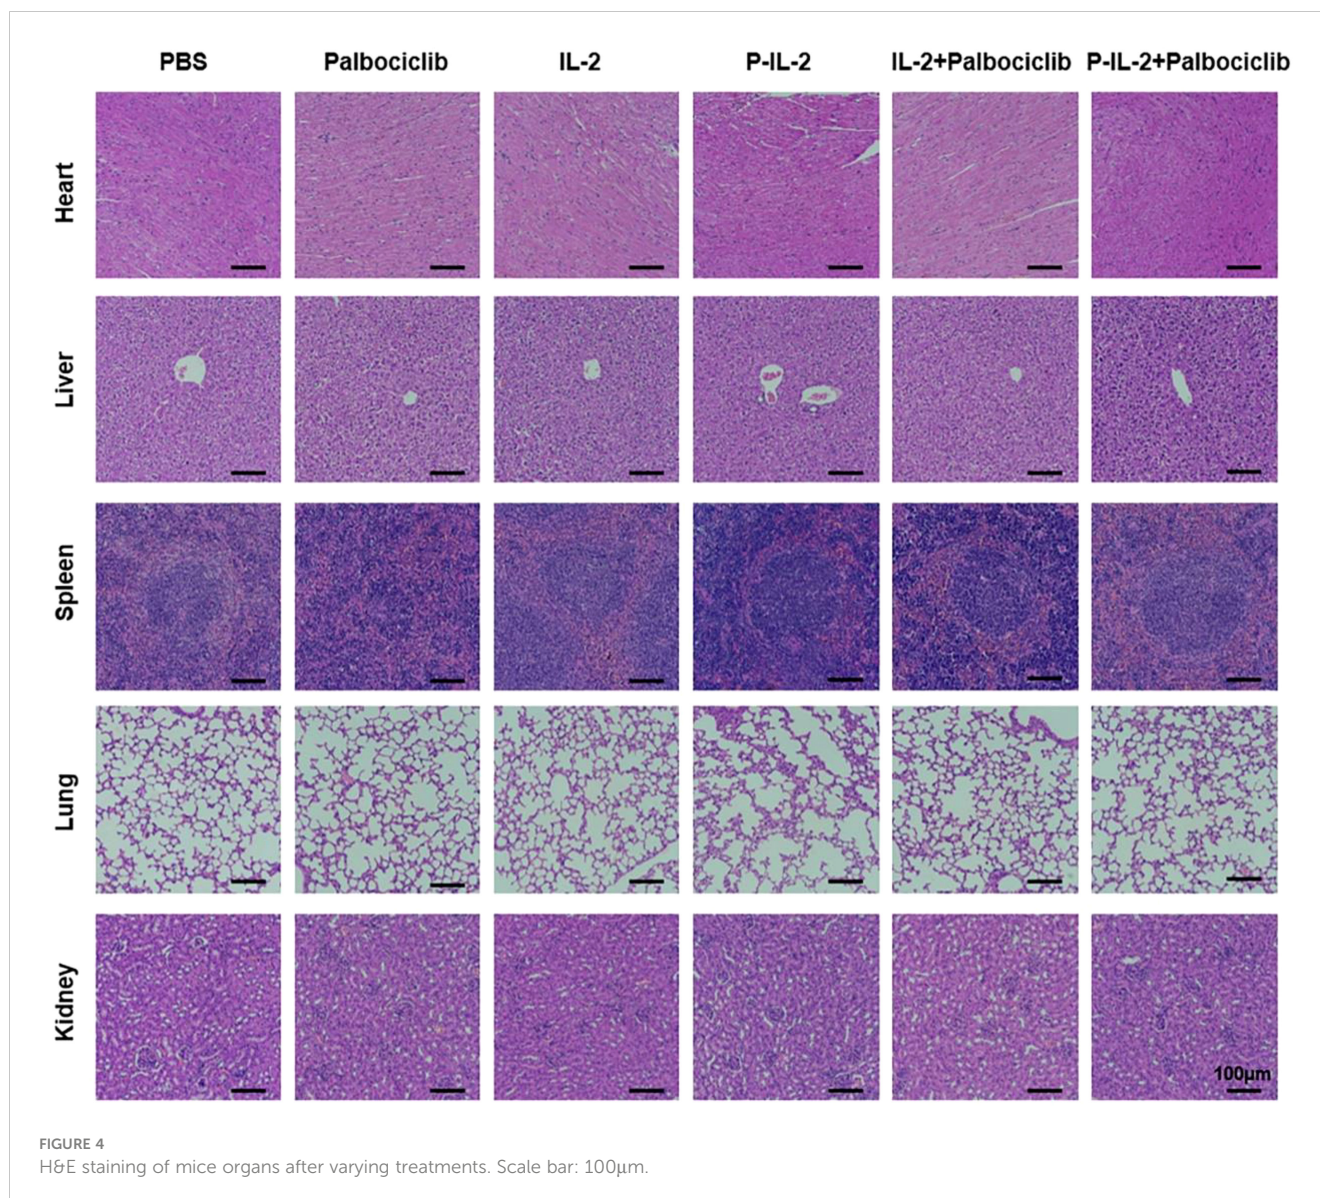 PBS Palbociclib IL-2 P-IL-2 IL-2+Palbociclib P-IL-2+Palbociclib
Heart
Liver
Spleen
Lung
Kidney
100μm
FIGURE 4
H&E staining of mice organs after varying treatments. Scale bar: 100μm.